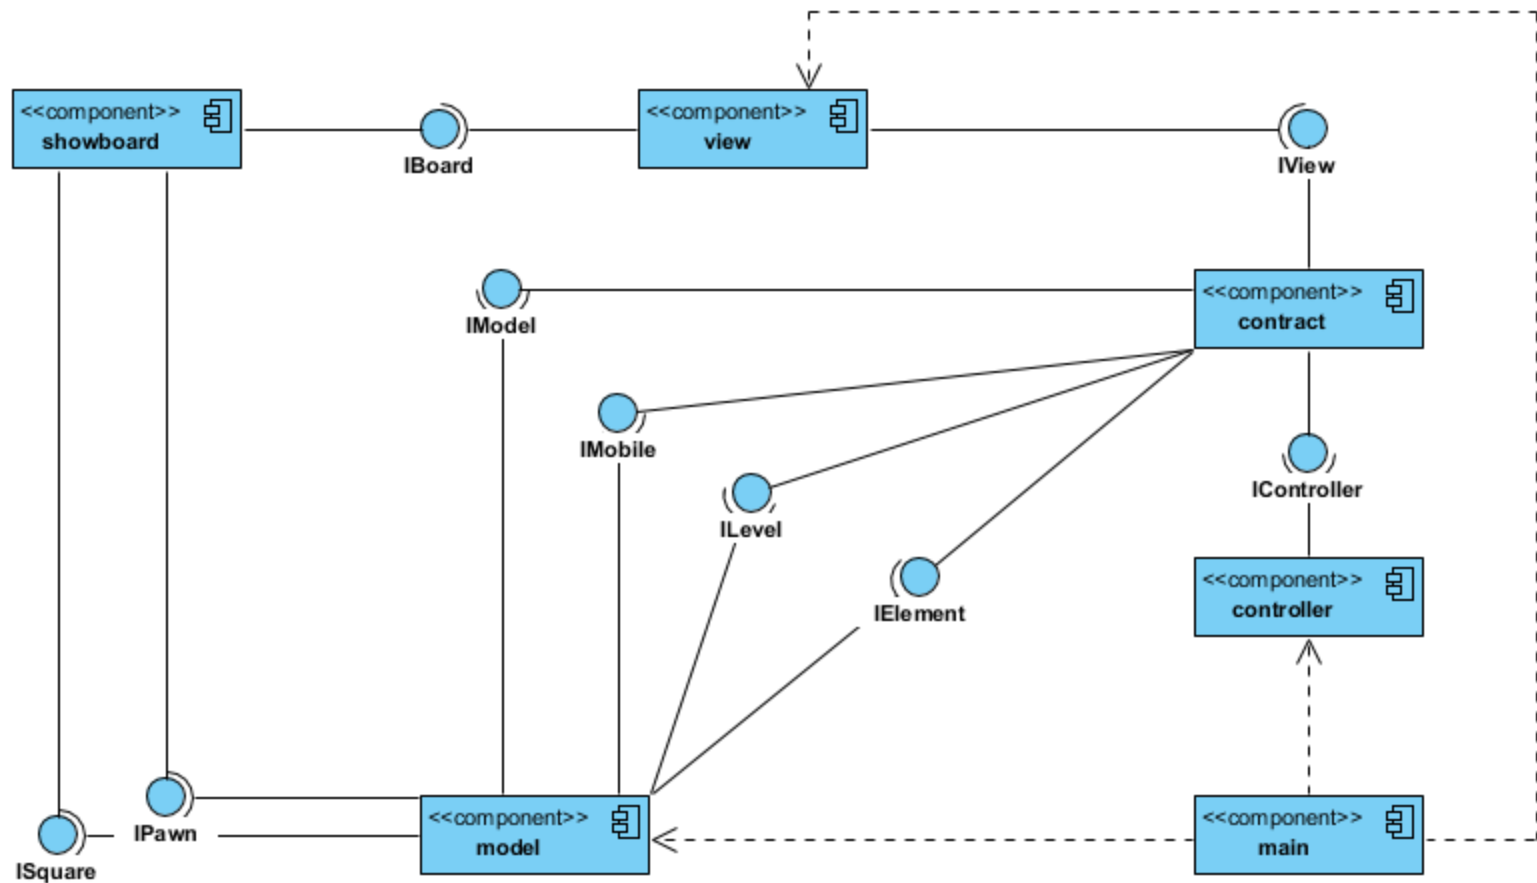 <<component>>
showboard
IBoard
<<component>>
view
IView
<<component>>
contract
IModel
IMobile
ILevel
IController
IElement
<<component>>
controller
<<component>>
model
<<component>>
main
IPawn
ISquare